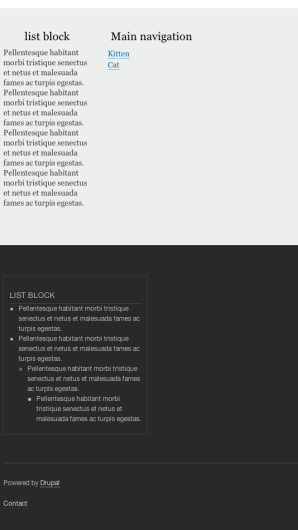 list block
Pellentesque habitant
morbi tristique senectus
et netus et malesuada
fames ac turpis egestas.
Pellentesque habitant
morbi tristique senectus
et netus et malesuada
fames ac turpis egestas.
Pellentesque habitant
morbi tristique senectus
et netus et malesuada
fames ac turpis egestas.
Pellentesque habitant
morbi tristique senectus
et netus et malesuada
fames ac turpis egestas.
Main navigation
Kitten
Cat
LIST BLOCK
Pellentesque habitant morbi tristique
senectus et netus et malesuada fames ac
turpis egestas.
Pellentesque habitant morbi tristique
senectus et netus et malesuada fames ac
turpis egestas.
Pellentesque habitant morbi tristique
senectus et netus et malesuada fames
ac turpis egestas.
Pellentesque habitant morbi
tristique senectus et netus et
malesuada fames ac turpis egestas.
Powered by Drupal
Contact